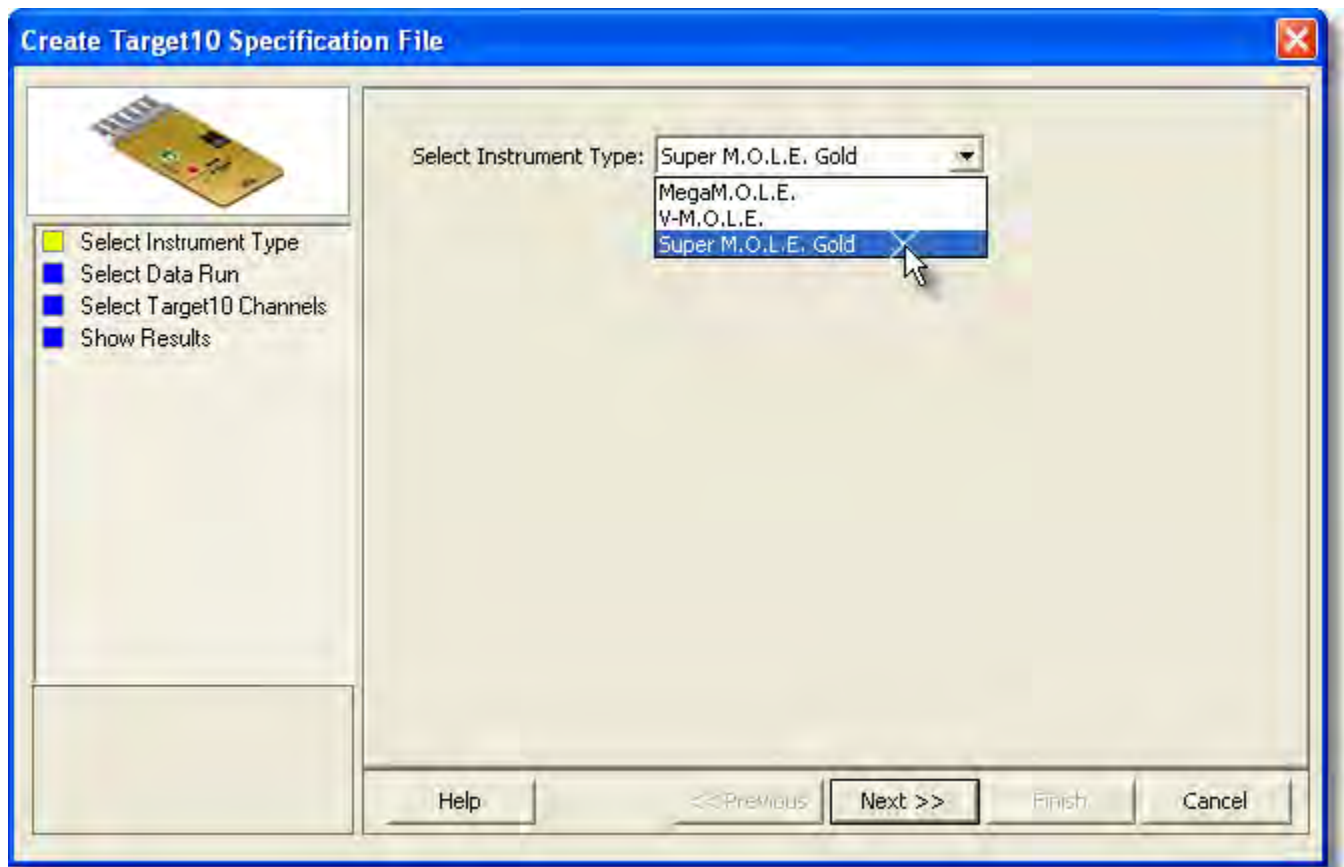 Create Target10 Specification File
Select Instrument Type: Super M.O.L.E. Gold
MegaM.O.L.E.
V-M.O.L.E.
Super M.O.L.E. Gold
Select Instrument Type
Select Data Run
Select Target10 Channels
Show Results
Help
<<Previous
Next >>
Finish
Cancel